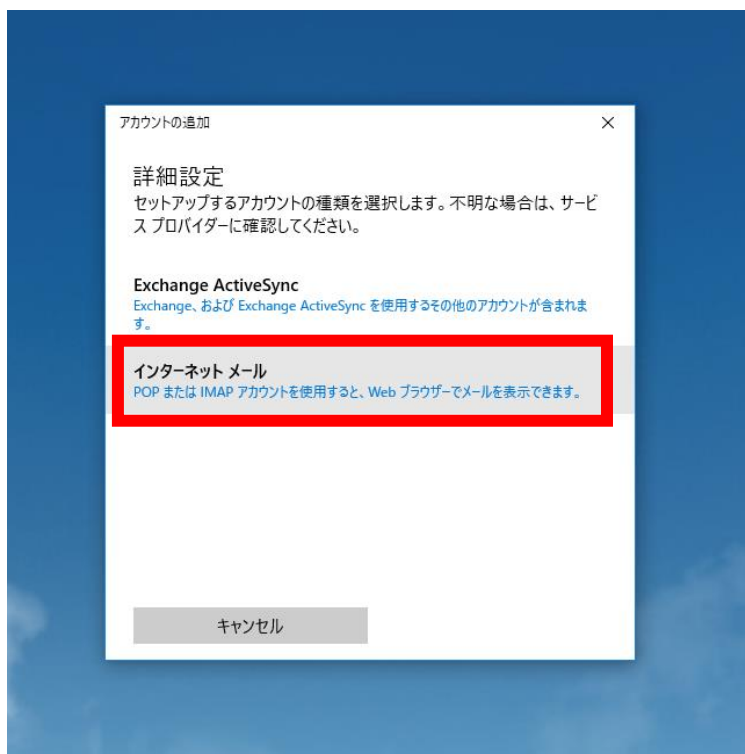 アカウントの追加
詳細設定
セットアップするアカウントの種類を選択します。不明な場合は、サービ
ス プロバイダーに確認してください。
Exchange ActiveSync
Exchange、および Exchange ActiveSync を使用するその他のアカウントが含まれま
す。
インターネット メール
POP または IMAP アカウントを使用すると、Web ブラウザーでメールを表示できます。
キャンセル